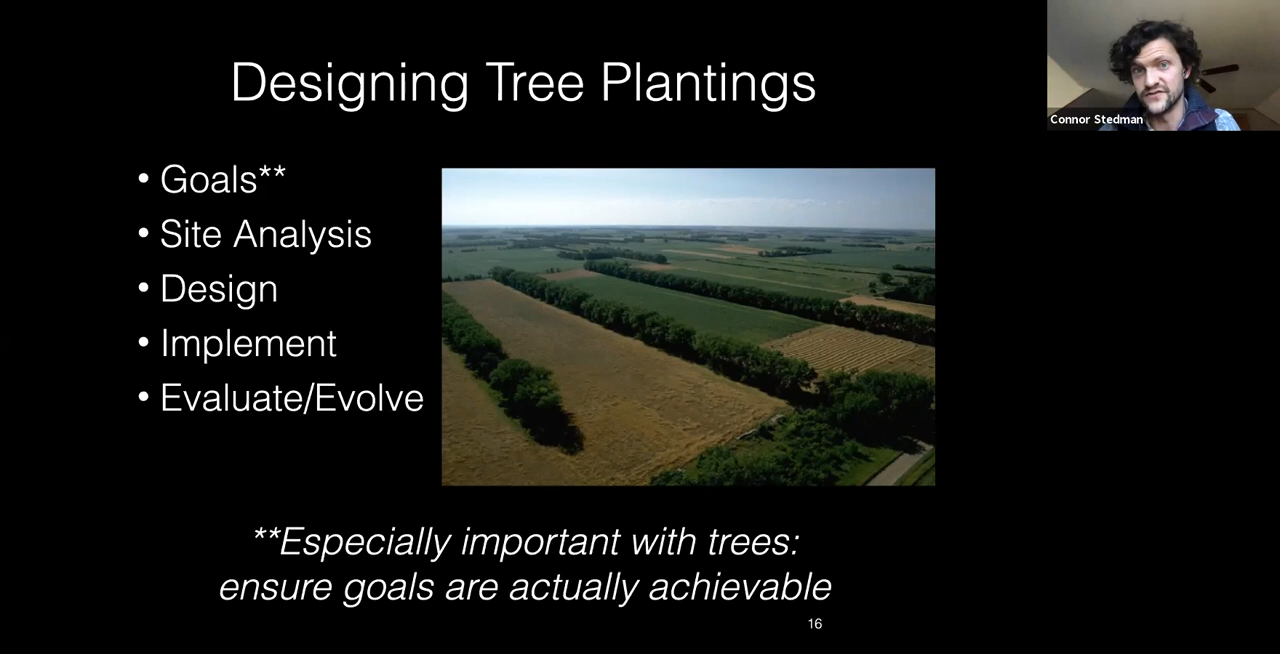 Designing Tree Plantings
Connor Stedman
• Goals**
• Site Analysis
• Design
• Implement
• Evaluate/Evolve
**Especially important with trees:
ensure goals are actually achievable
16